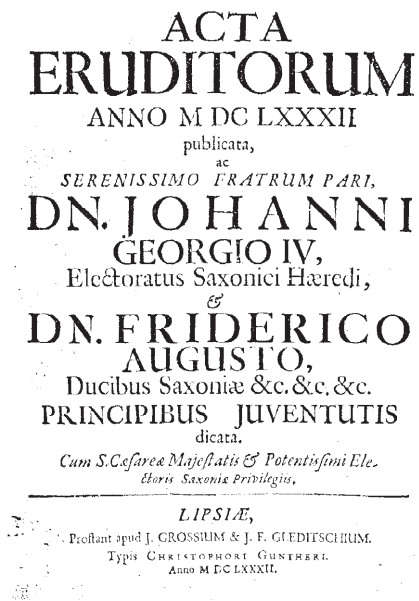 ACTA
ERUDITORUM
ANNO M DC LXXXII
publicata,
ac
SERENISSIMO FRATRUM PARI,
DN. JOHANNI
GEORGIO IV,
Electoratus Saxonici Hæredi,
&
DN. FRIDERICO
AUGUSTO,
Ducibus Saxoniæ &c. &c. &c.
PRINCIPIBUS JUVENTUTIS
dicata.
Cum S. Cæsareæ Majestatis & Potentissimi Ele-
ctoris Saxoniæ Privilegiis.
LIPSIÆ,
Prostant apud J. GROSSIUM & J. F. GLEDITSCHIUM.
Typis CHRISTOPHORI GÜNTHERI.
Anno M DC LXXXII.